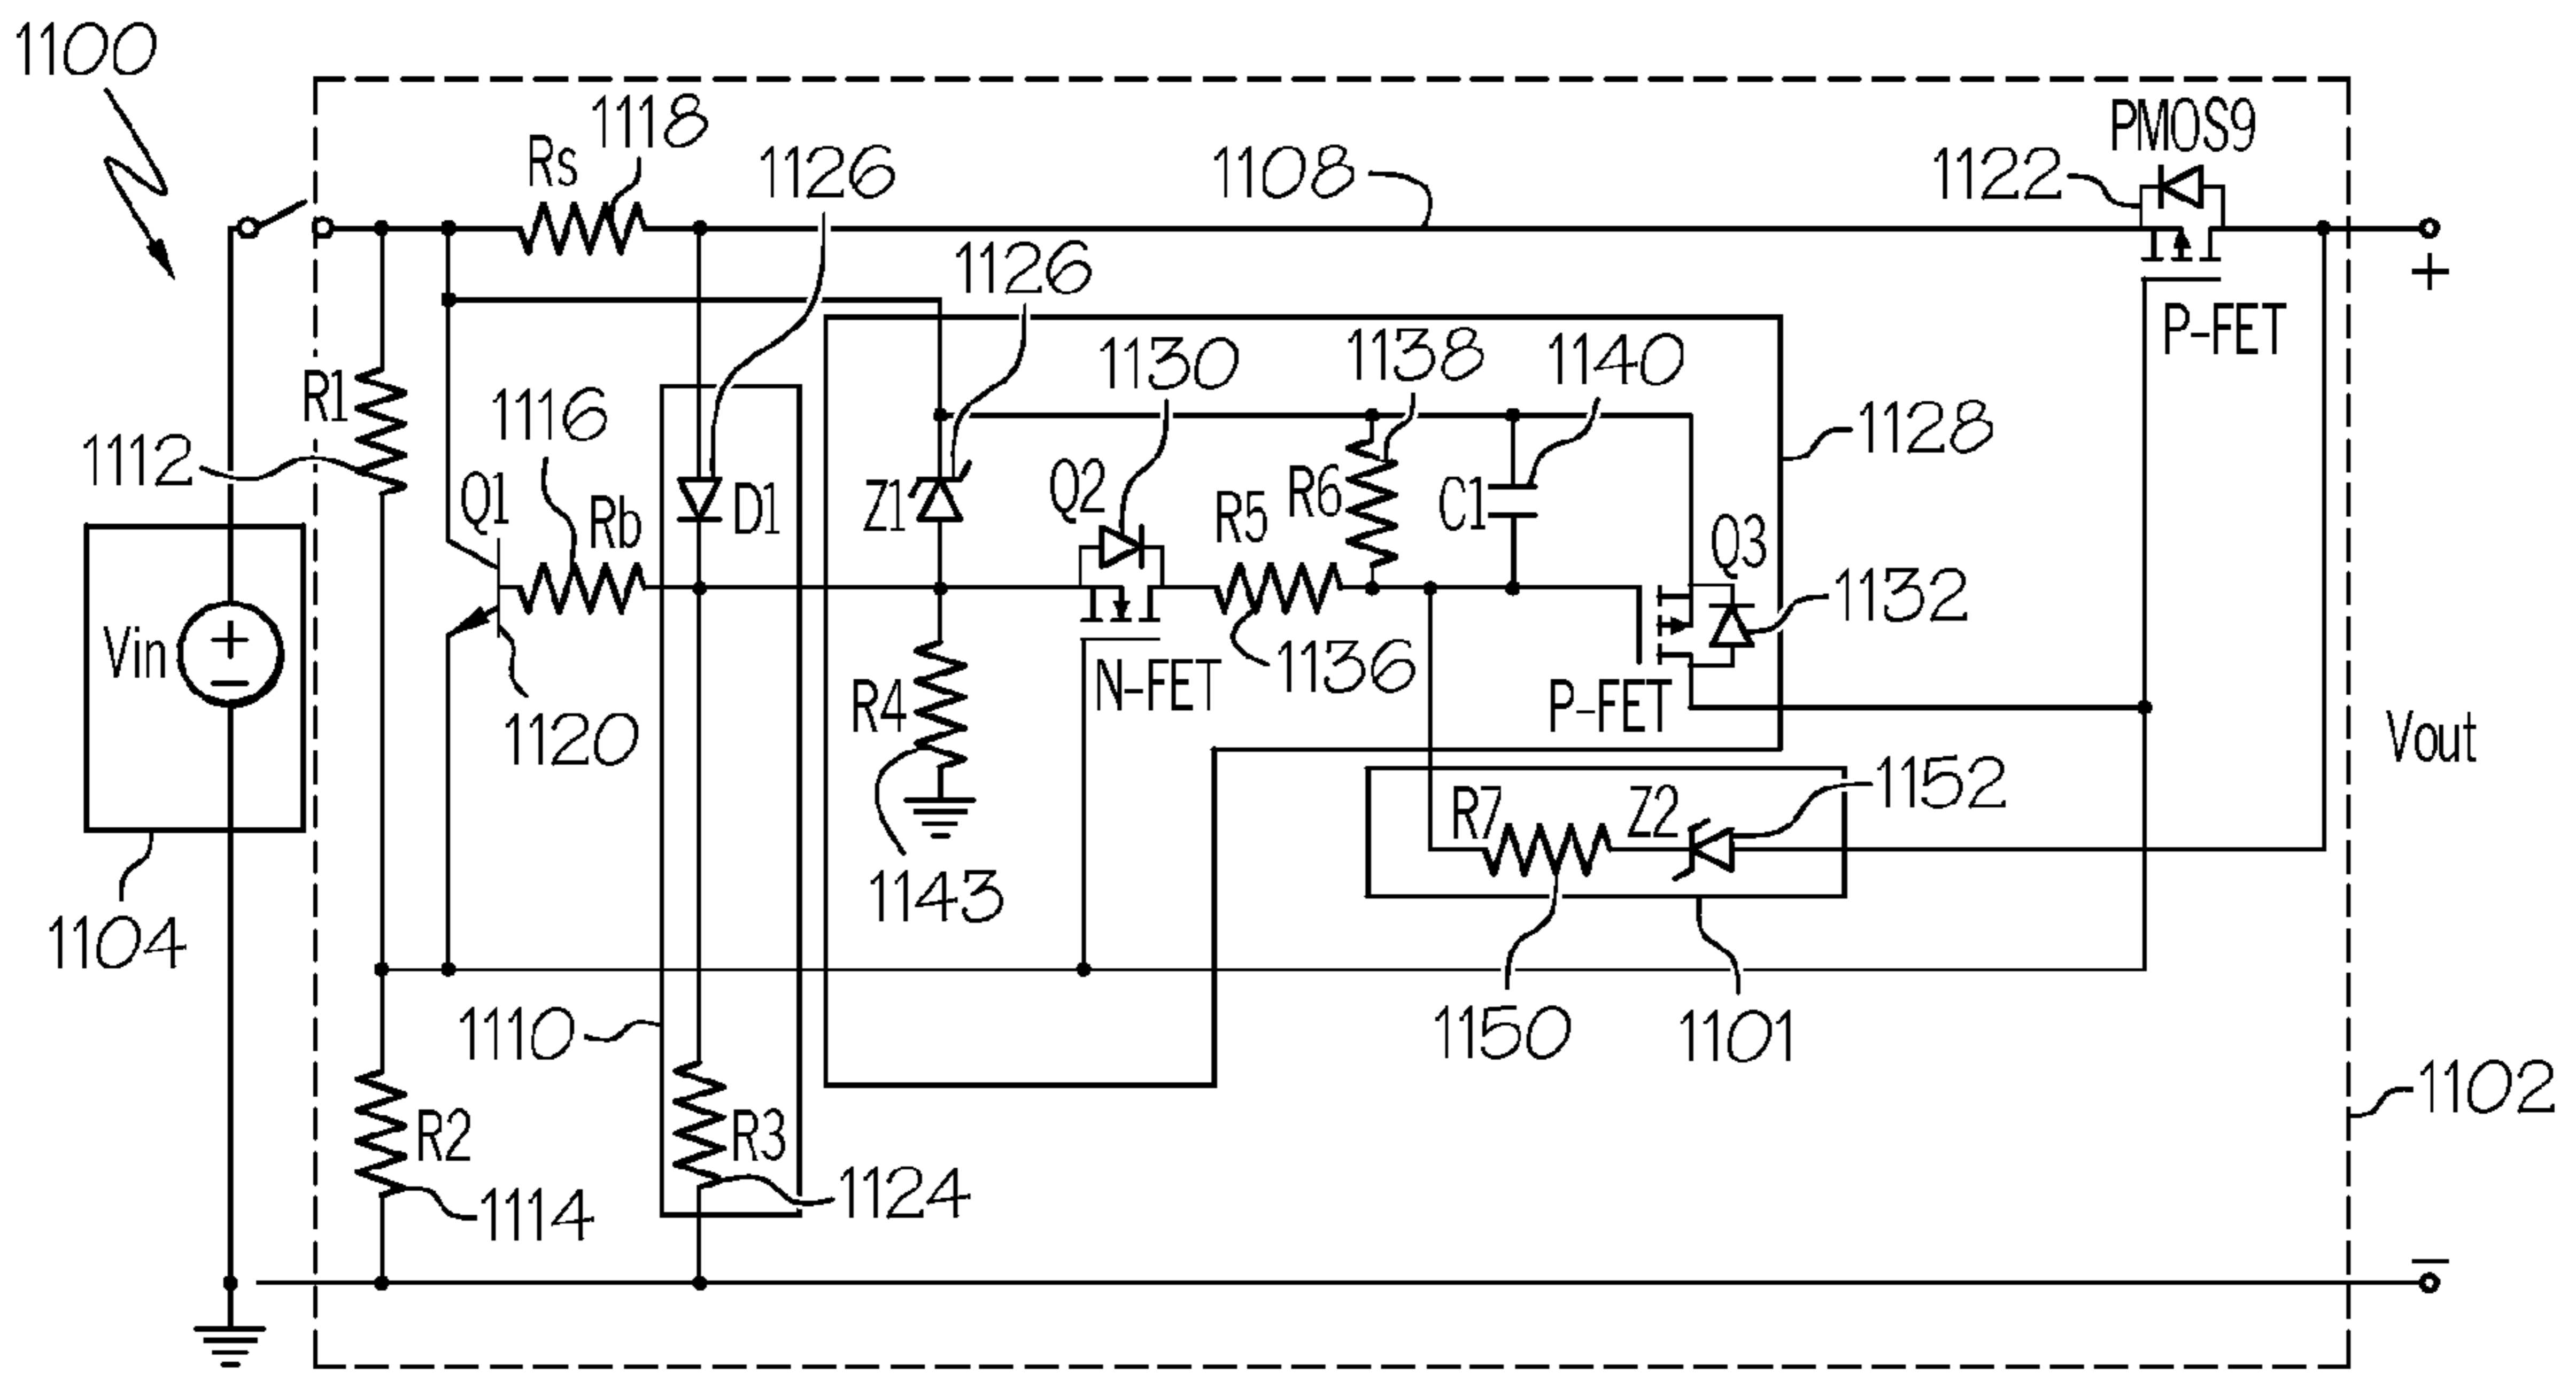 1100
1118
Rs
1126
1108
PMOS9
1122
+
1126
P-FET
1130
1138
1140
R1
1116
1128
1112
Q1
Rb
D1
Z1
Q2
R5
R6
C1
Q3
1132
Vin
+
−
1136
N-FET
P-FET
R4
1120
Vout
1152
R7
Z2
1143
1104
1110
1150
1101
1102
R2
R3
1124
1114
−